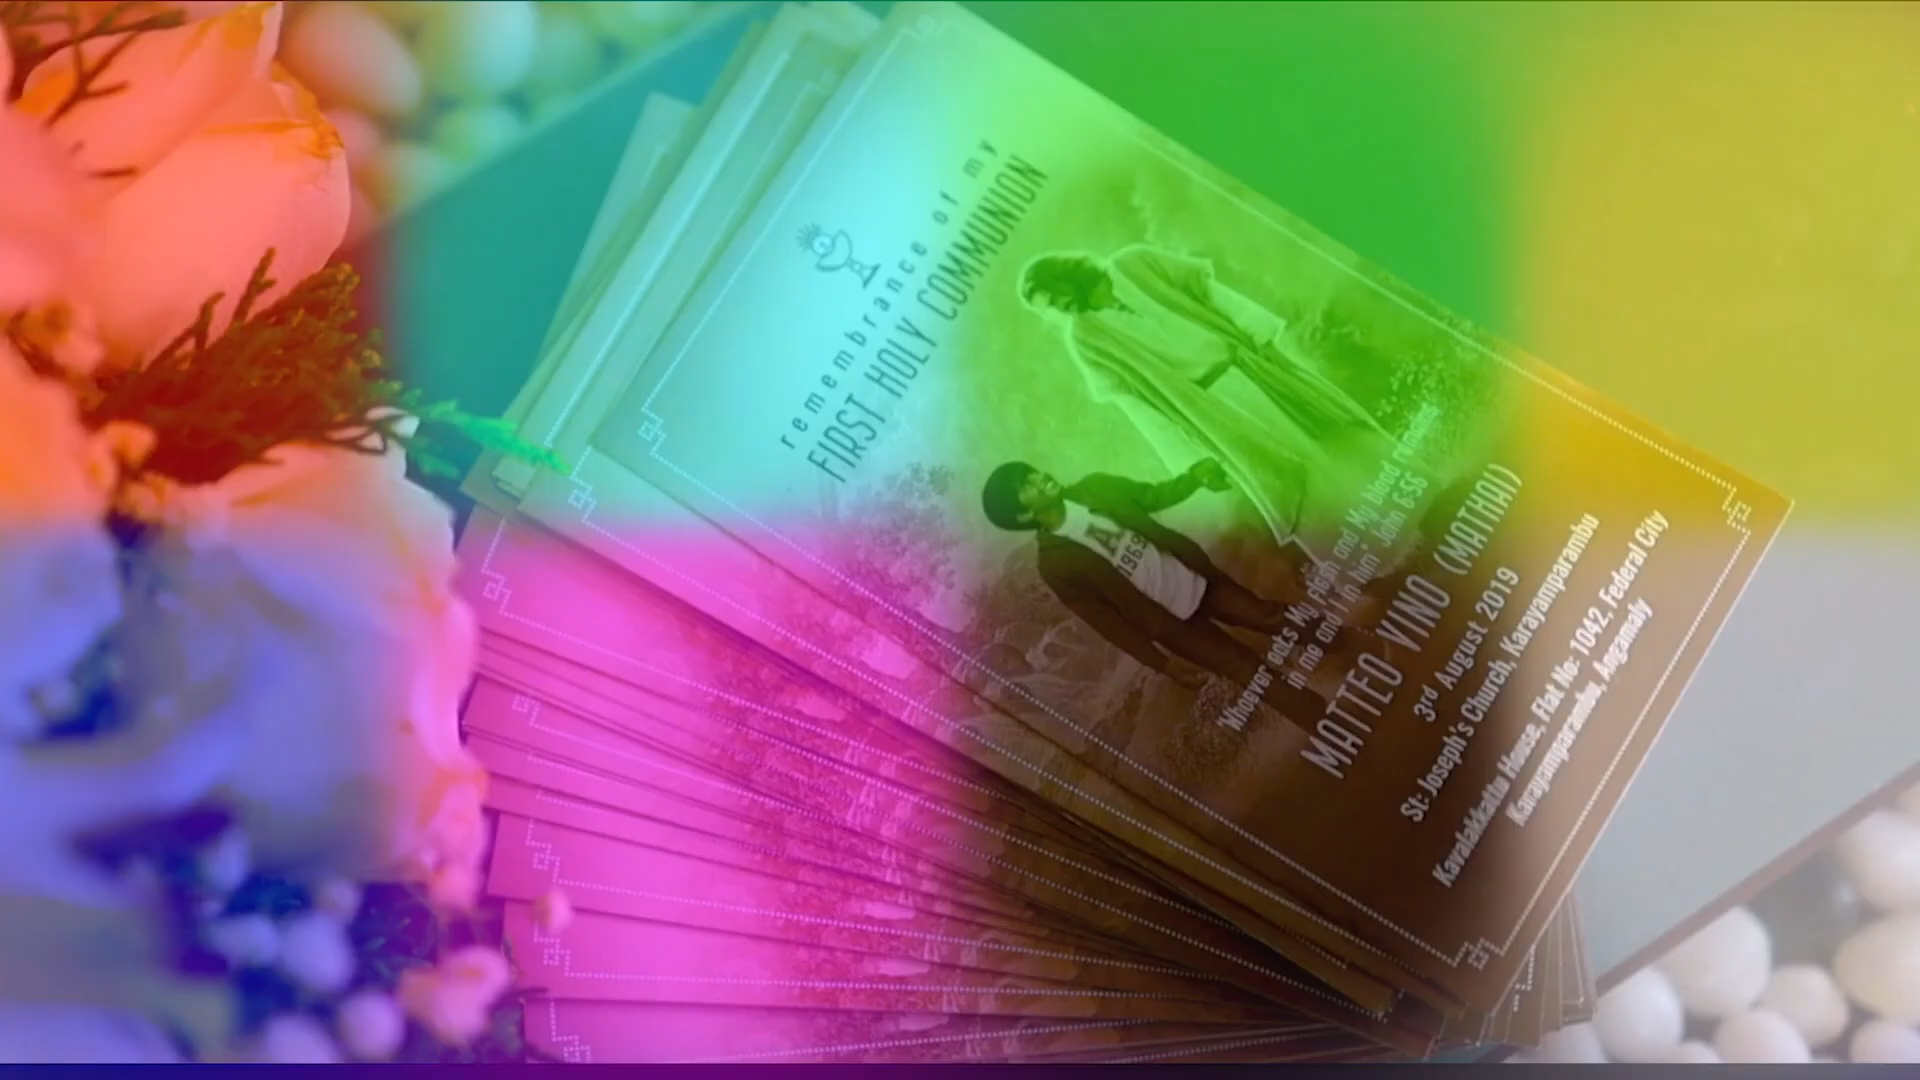 remembrance of my
FIRST HOLY COMMUNION
A
1969
"Whoever eats My flesh and My blood remains
in me and I in him" John 6:56
MATTEO VINO (MATHAI)
3rd August 2019
St: Joseph's Church, Karayamparambu
Kavalakkattu House, Flat No: 1042, Federal City
Karayamparambu, Angamaly